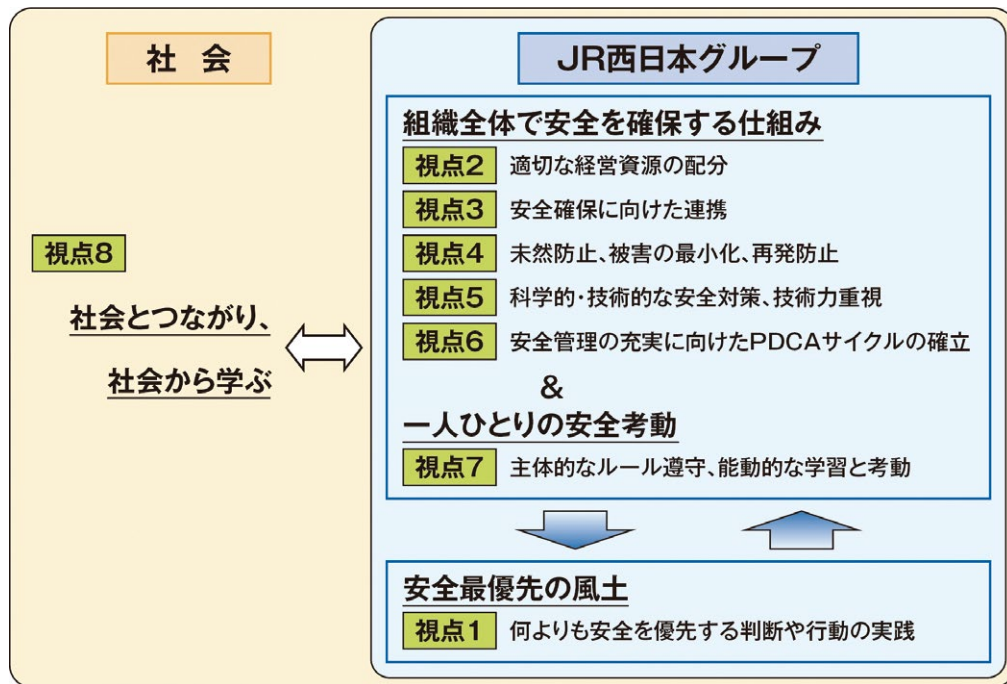 社 会
視点8
社会とつながり、
社会から学ぶ
JR西日本グループ
組織全体で安全を確保する仕組み
視点2 適切な経営資源の配分
視点3 安全確保に向けた連携
視点4 未然防止、被害の最小化、再発防止
視点5 科学的・技術的な安全対策、技術力重視
視点6 安全管理の充実に向けたPDCAサイクルの確立
&
一人ひとりの安全考動
視点7 主体的なルール遵守、能動的な学習と考動
安全最優先の風土
視点1 何よりも安全を優先する判断や行動の実践